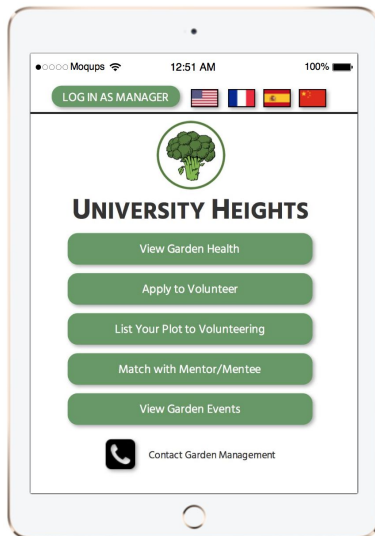 Moqups 12:51 AM 100%
LOG IN AS MANAGER
UNIVERSITY HEIGHTS
View Garden Health
Apply to Volunteer
List Your Plot to Volunteering
Match with Mentor/Mentee
View Garden Events
Contact Garden Management